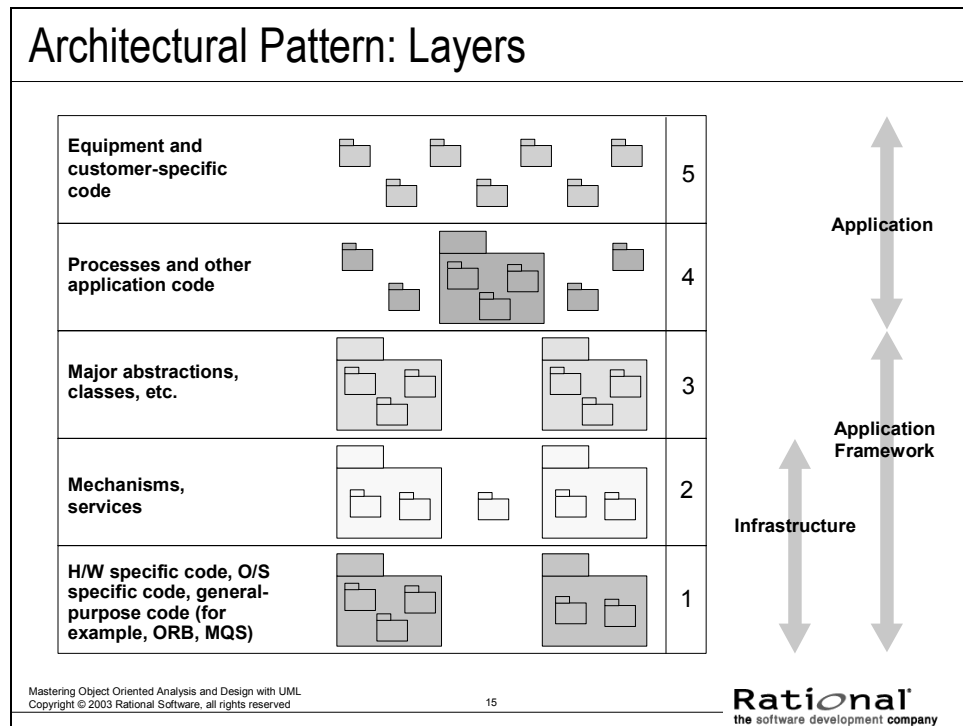 Architectural Pattern: Layers
Equipment and
customer-specific
code
5
Processes and other
application code
4
Major abstractions,
classes, etc.
3
Mechanisms,
services
2
H/W specific code, O/S
specific code, general-
purpose code (for
example, ORB, MQS)
1
Application
Application
Framework
Infrastructure
Mastering Object Oriented Analysis and Design with UML
Copyright © 2003 Rational Software, all rights reserved
15
Rational
the software development company